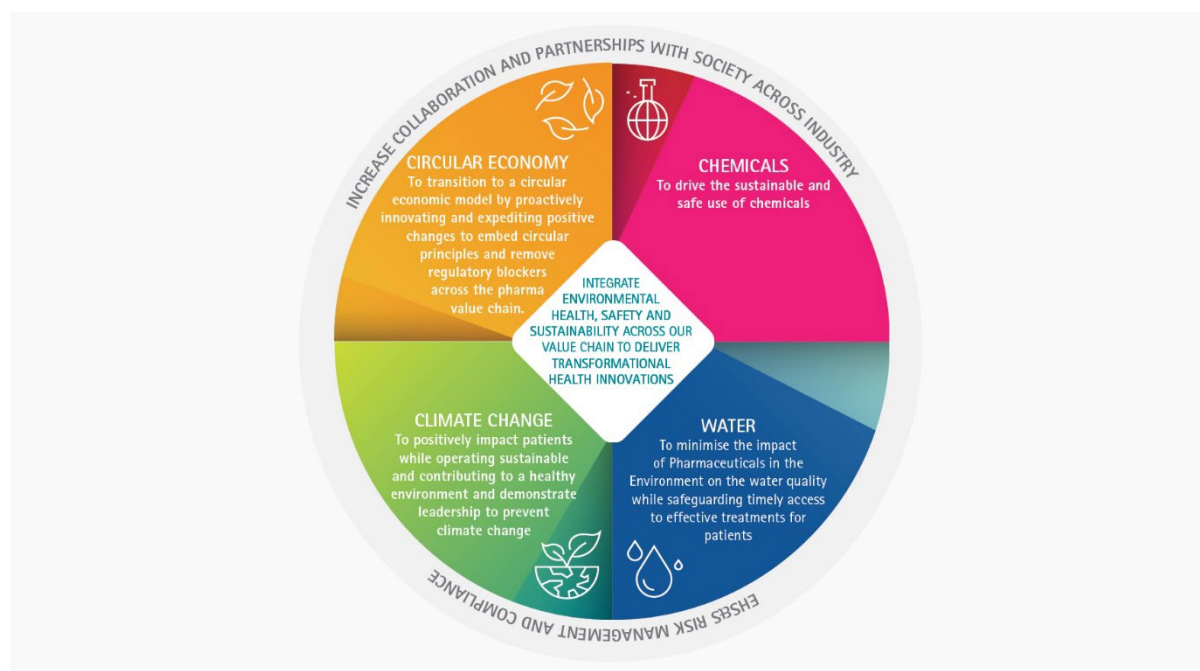 INCREASE COLLABORATION AND PARTNERSHIPS WITH SOCIETY ACROSS INDUSTRY
CIRCULAR ECONOMY
To transition to a circular
economic model by proactively
innovating and expediting positive
changes to embed circular
principles and remove
regulatory blockers
across the pharma
value chain.
CHEMICALS
To drive the sustainable and
safe use of chemicals
INTEGRATE
ENVIRONMENTAL
HEALTH, SAFETY AND
SUSTAINABILITY ACROSS OUR
VALUE CHAIN TO DELIVER
TRANSFORMATIONAL
HEALTH INNOVATIONS
CLIMATE CHANGE
To positively impact patients
while operating sustainable
and contributing to a healthy
environment and demonstrate
leadership to prevent
climate change
WATER
To minimise the impact
of Pharmaceuticals in the
Environment on the water quality
while safeguarding timely access
to effective treatments for
patients
EHS&S RISK MANAGEMENT AND COMPLIANCE